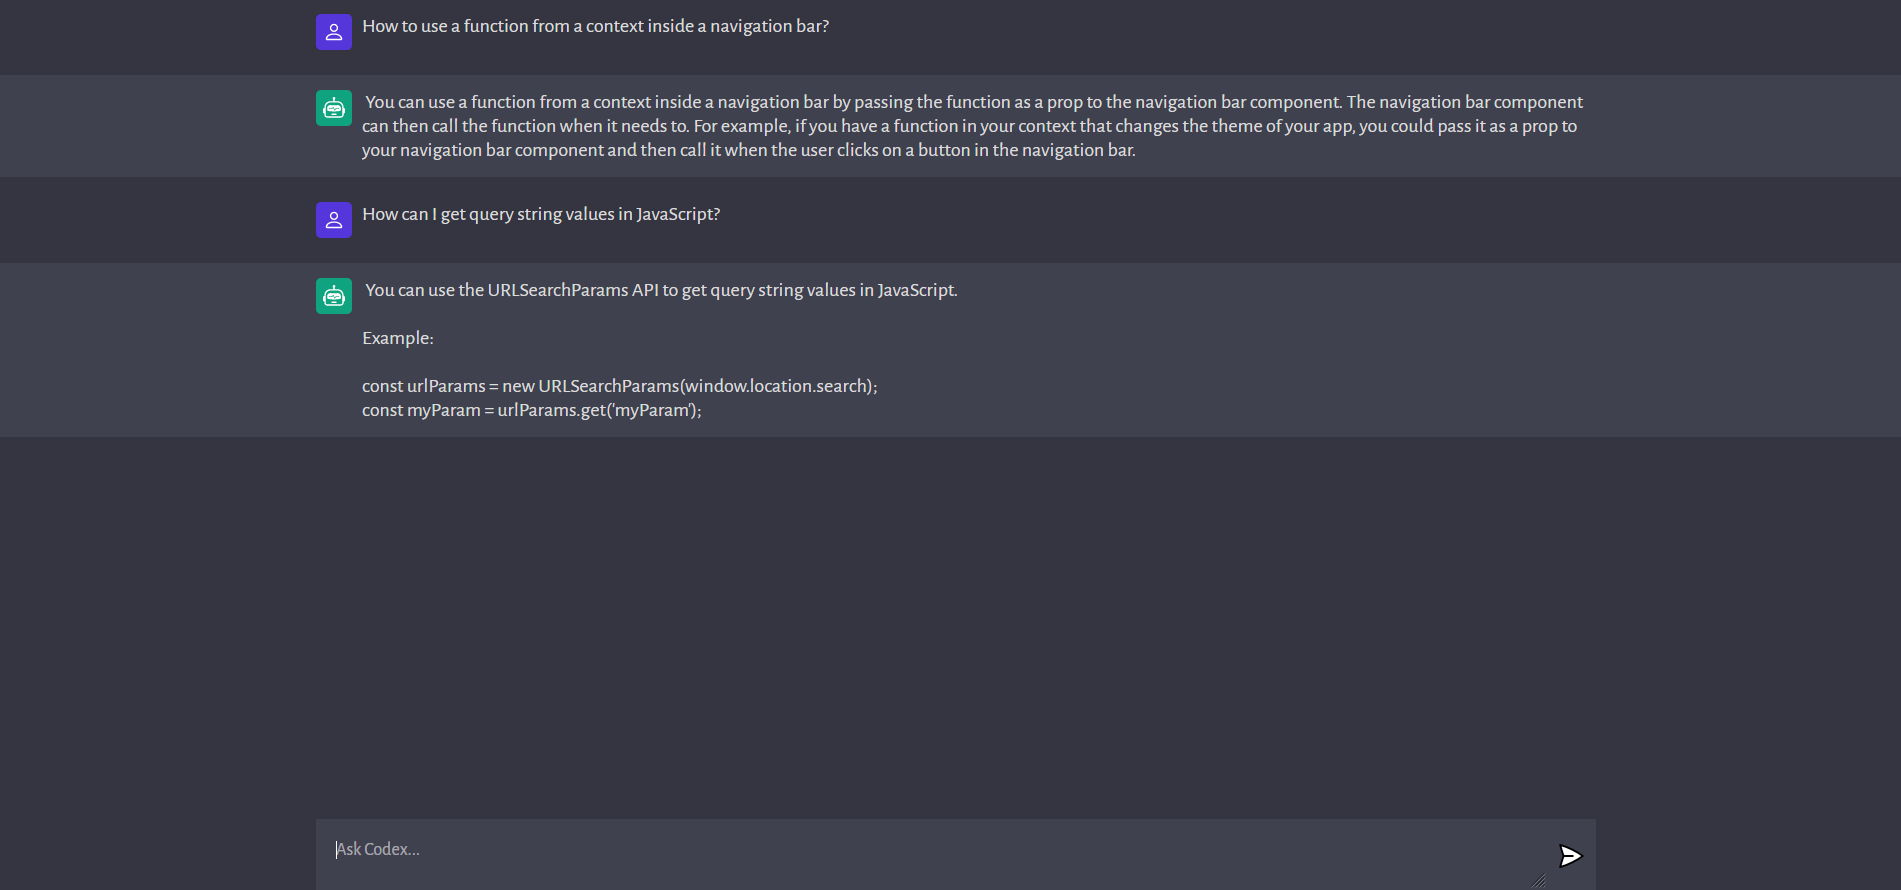 How to use a function from a context inside a navigation bar?
You can use a function from a context inside a navigation bar by passing the function as a prop to the navigation bar component. The navigation bar component
can then call the function when it needs to. For example, if you have a function in your context that changes the theme of your app, you could pass it as a prop to
your navigation bar component and then call it when the user clicks on a button in the navigation bar.
How can I get query string values in JavaScript?
You can use the URLSearchParams API to get query string values in JavaScript.
Example:
const urlParams = new URLSearchParams(window.location.search);
const myParam = urlParams.get('myParam');
Ask Codex...